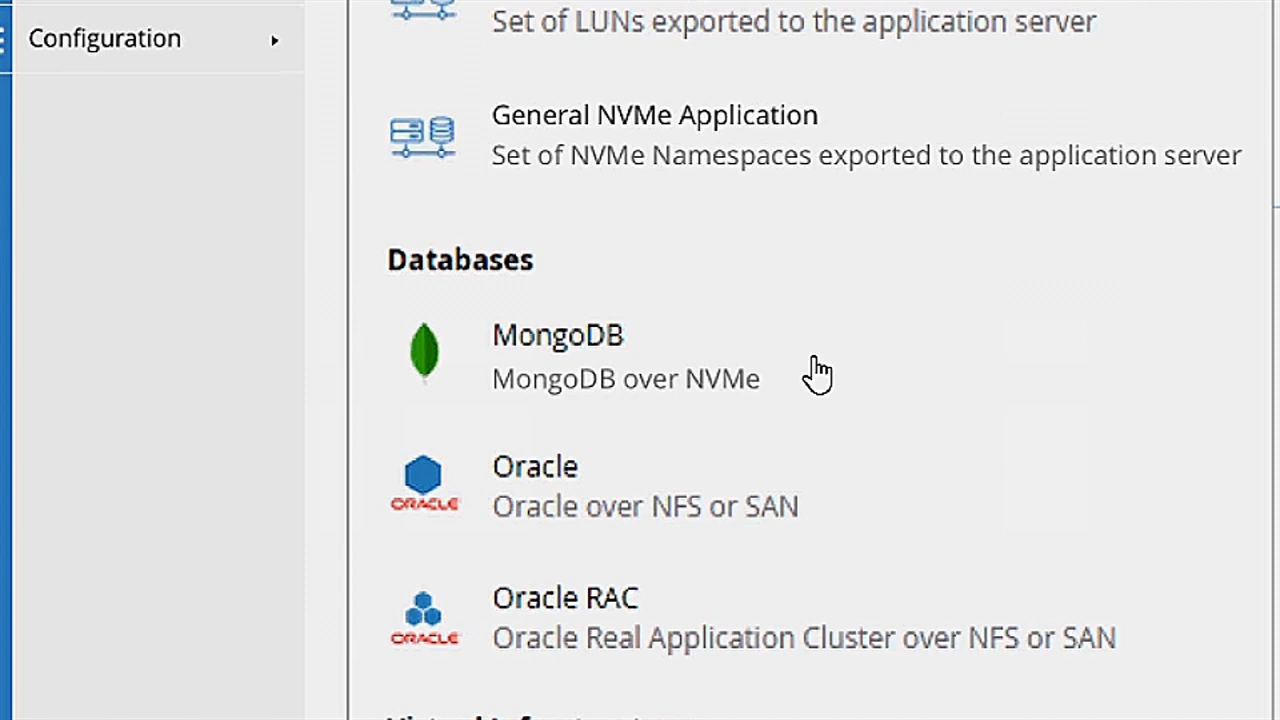 Configuration
Set of LUNs exported to the application server
General NVMe Application
Set of NVMe Namespaces exported to the application server
Databases
MongoDB
MongoDB over NVMe
Oracle
ORACLE
Oracle over NFS or SAN
Oracle RAC
ORACLE
Oracle Real Application Cluster over NFS or SAN